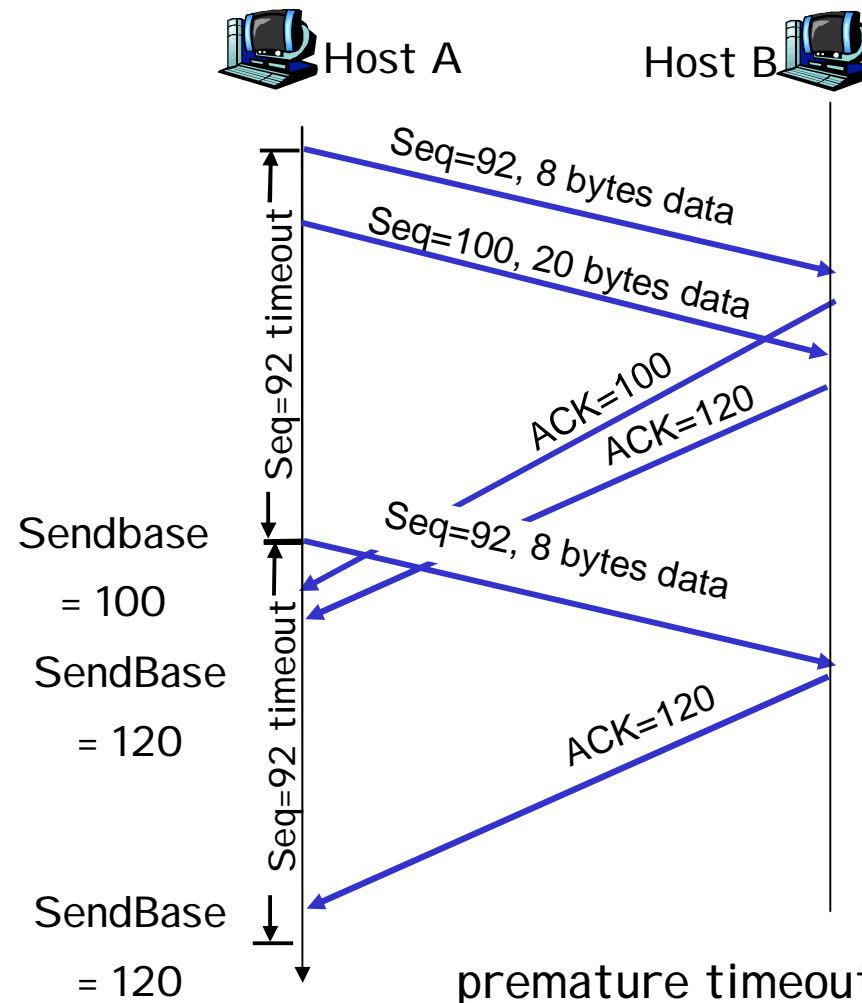 Host A
Host B
Seq=92, 8 bytes data
Seq=100, 20 bytes data
Seq=92 timeout
ACK=100
ACK=120
Seq=92, 8 bytes data
Sendbase
= 100
SendBase
= 120
Seq=92 timeout
ACK=120
SendBase
= 120
premature timeout